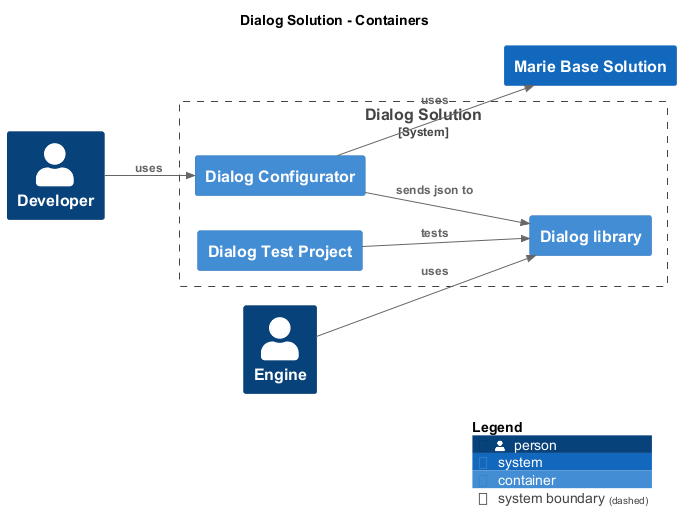 Dialog Solution - Containers
Marie Base Solution
uses
Dialog Solution
[System]
Developer
uses
Dialog Configurator
sends json to
Dialog Test Project
tests
Dialog library
uses
Engine
Legend
person
system
container
system boundary (dashed)